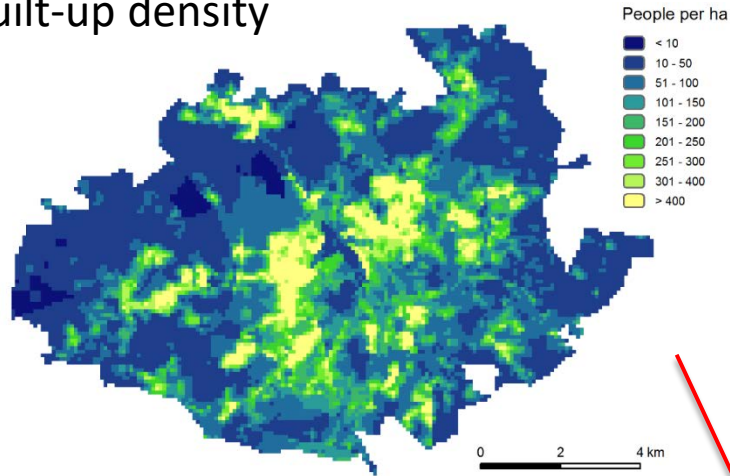 uilt-up density
People per ha
< 10
10 - 50
51 - 100
101 - 150
151 - 200
201 - 250
251 - 300
301 - 400
> 400
0 2 4 km